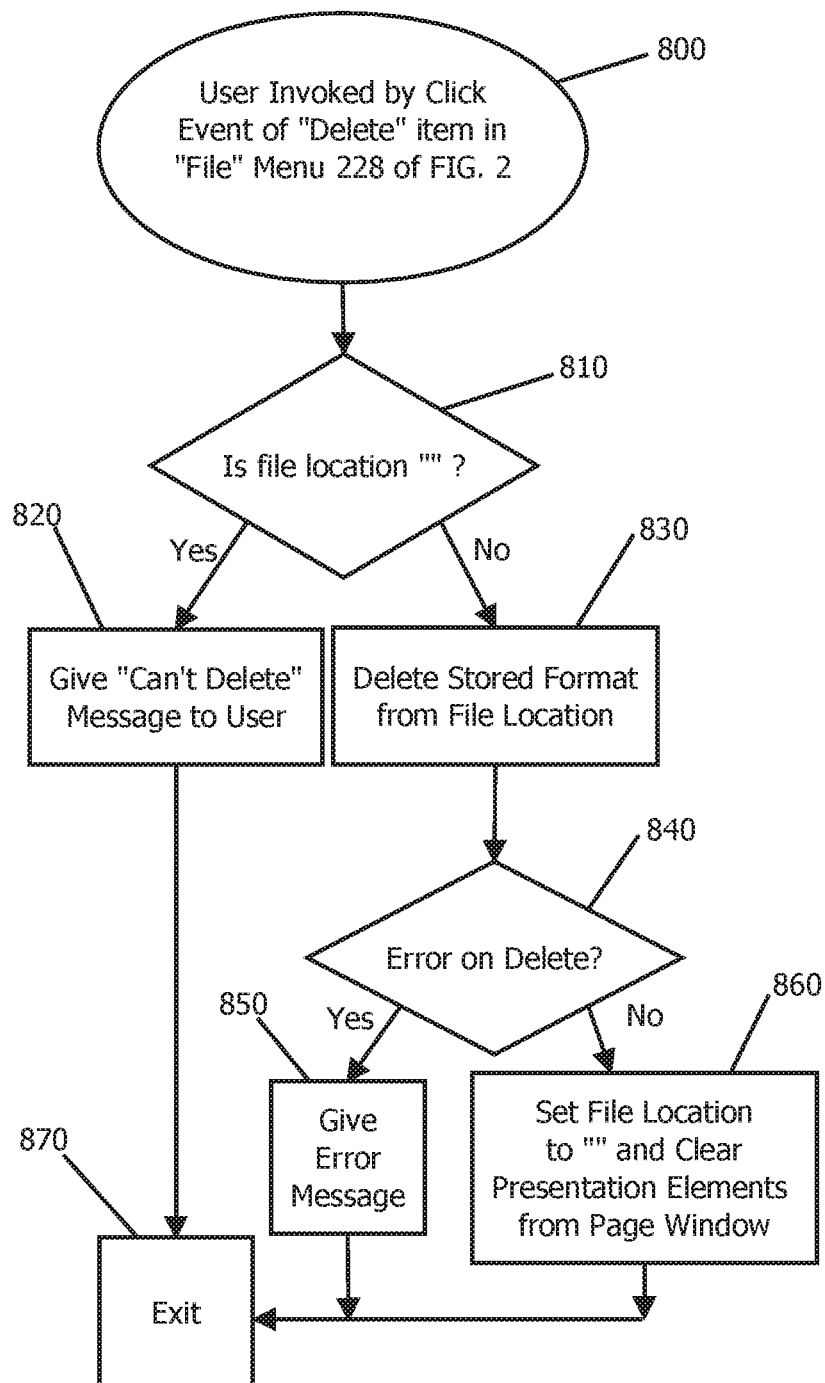 800
User Invoked by Click
Event of "Delete" item in
"File" Menu 228 of FIG. 2
810
Is file location "" ?
820
Yes
No
830
Give "Can't Delete"
Message to User
Delete Stored Format
from File Location
840
Error on Delete?
850
Yes
No
860
Give
Error
Message
Set File Location
to "" and Clear
Presentation Elements
from Page Window
870
Exit